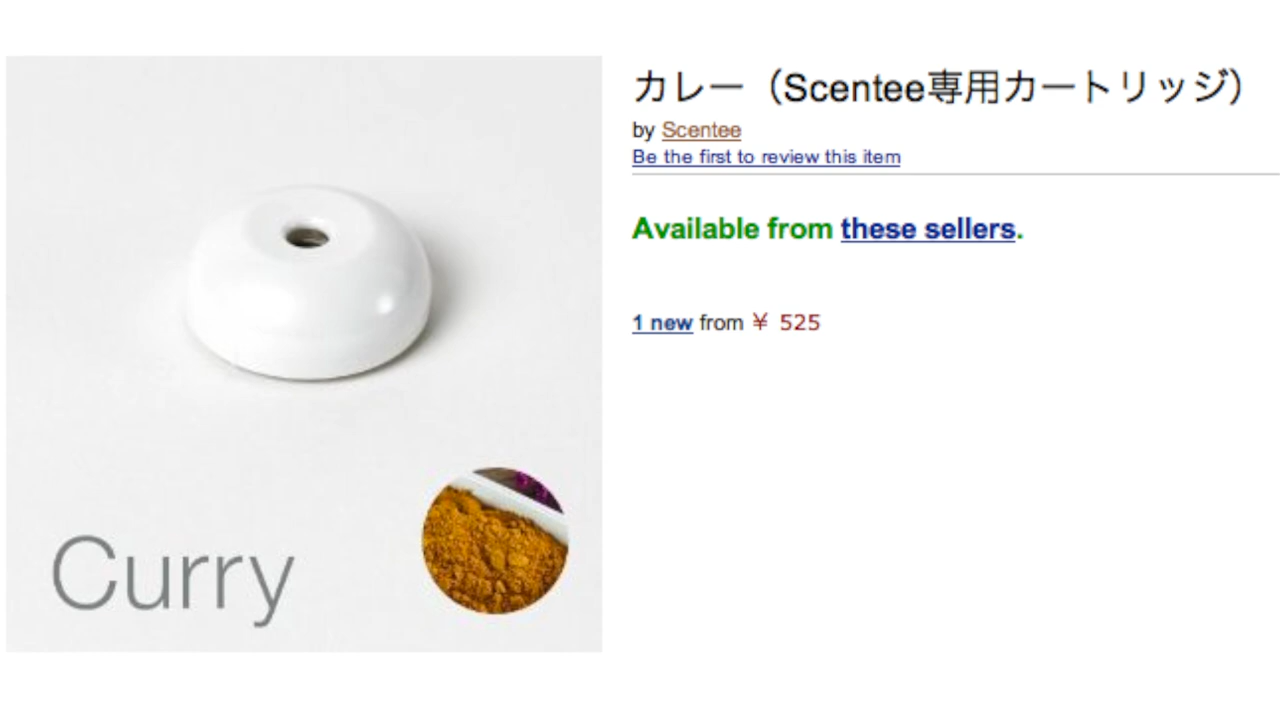 カレー（Scentee専用カートリッジ）
by Scentee
Be the first to review this item
Available from these sellers.
1 new from ￥ 525
Curry